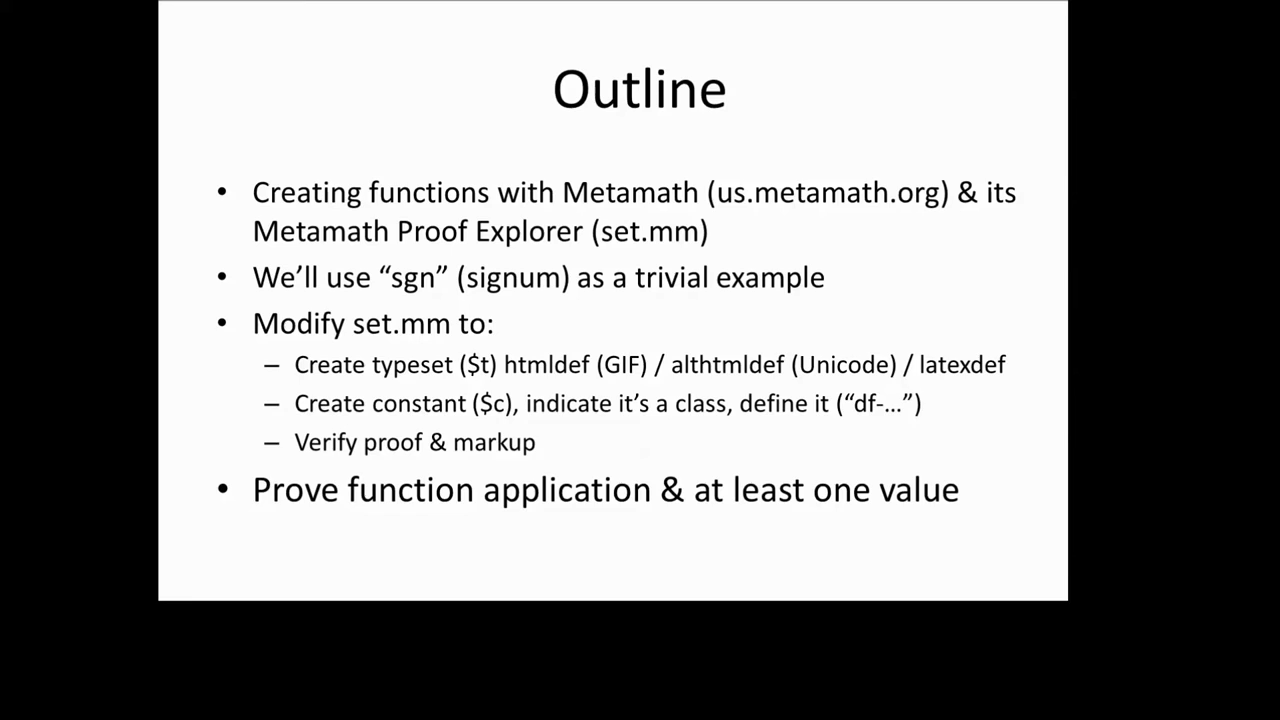 Outline
• Creating functions with Metamath (us.metamath.org) & its
Metamath Proof Explorer (set.mm)
• We’ll use “sgn” (signum) as a trivial example
• Modify set.mm to:
– Create typeset ($t) htmldef (GIF) / althtmldef (Unicode) / latexdef
– Create constant ($c), indicate it’s a class, define it (“df-...”)
– Verify proof & markup
• Prove function application & at least one value